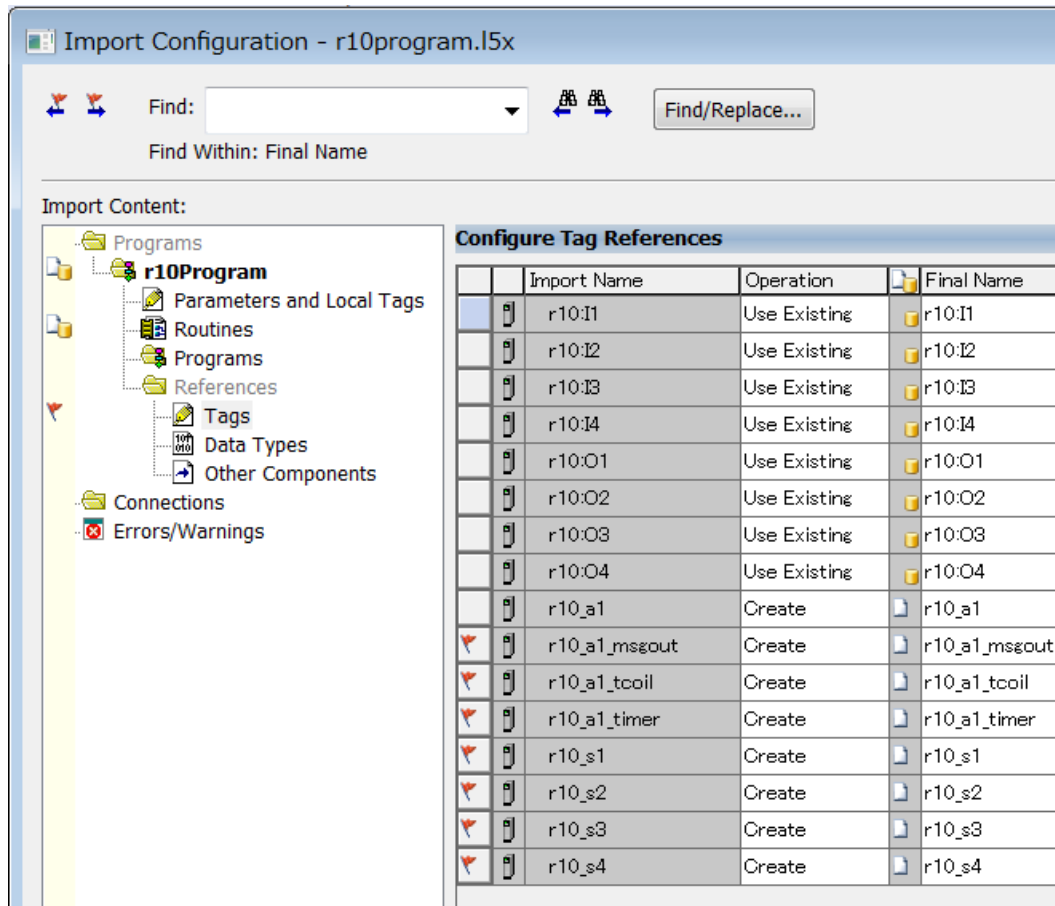 Import Configuration - r10program.l5x
Find:
Find/Replace...
Find Within: Final Name
Import Content:
Programs
r10Program
Parameters and Local Tags
Routines
Programs
References
Tags
Data Types
Other Components
Connections
Errors/Warnings
Configure Tag References
Import Name Operation Final Name
r10:I1 Use Existing r10:I1
r10:I2 Use Existing r10:I2
r10:I3 Use Existing r10:I3
r10:I4 Use Existing r10:I4
r10:O1 Use Existing r10:O1
r10:O2 Use Existing r10:O2
r10:O3 Use Existing r10:O3
r10:O4 Use Existing r10:O4
r10_a1 Create r10_a1
r10_a1_msgout Create r10_a1_msgout
r10_a1_tcoil Create r10_a1_tcoil
r10_a1_timer Create r10_a1_timer
r10_s1 Create r10_s1
r10_s2 Create r10_s2
r10_s3 Create r10_s3
r10_s4 Create r10_s4